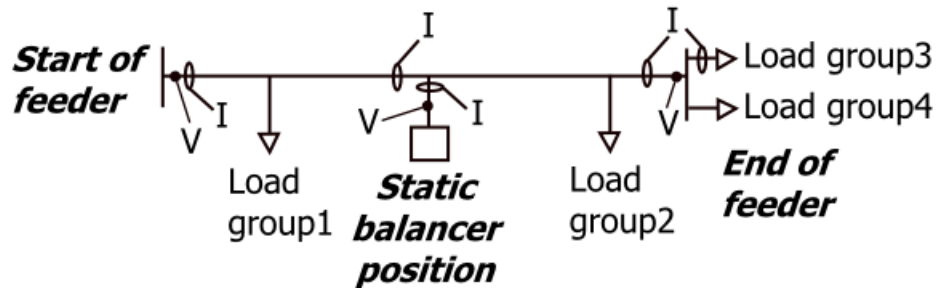 Start of
feeder
V
I
Load
group1
I
V
I
Static
balancer
position
Load
group2
I
V
Load group3
Load group4
End of
feeder